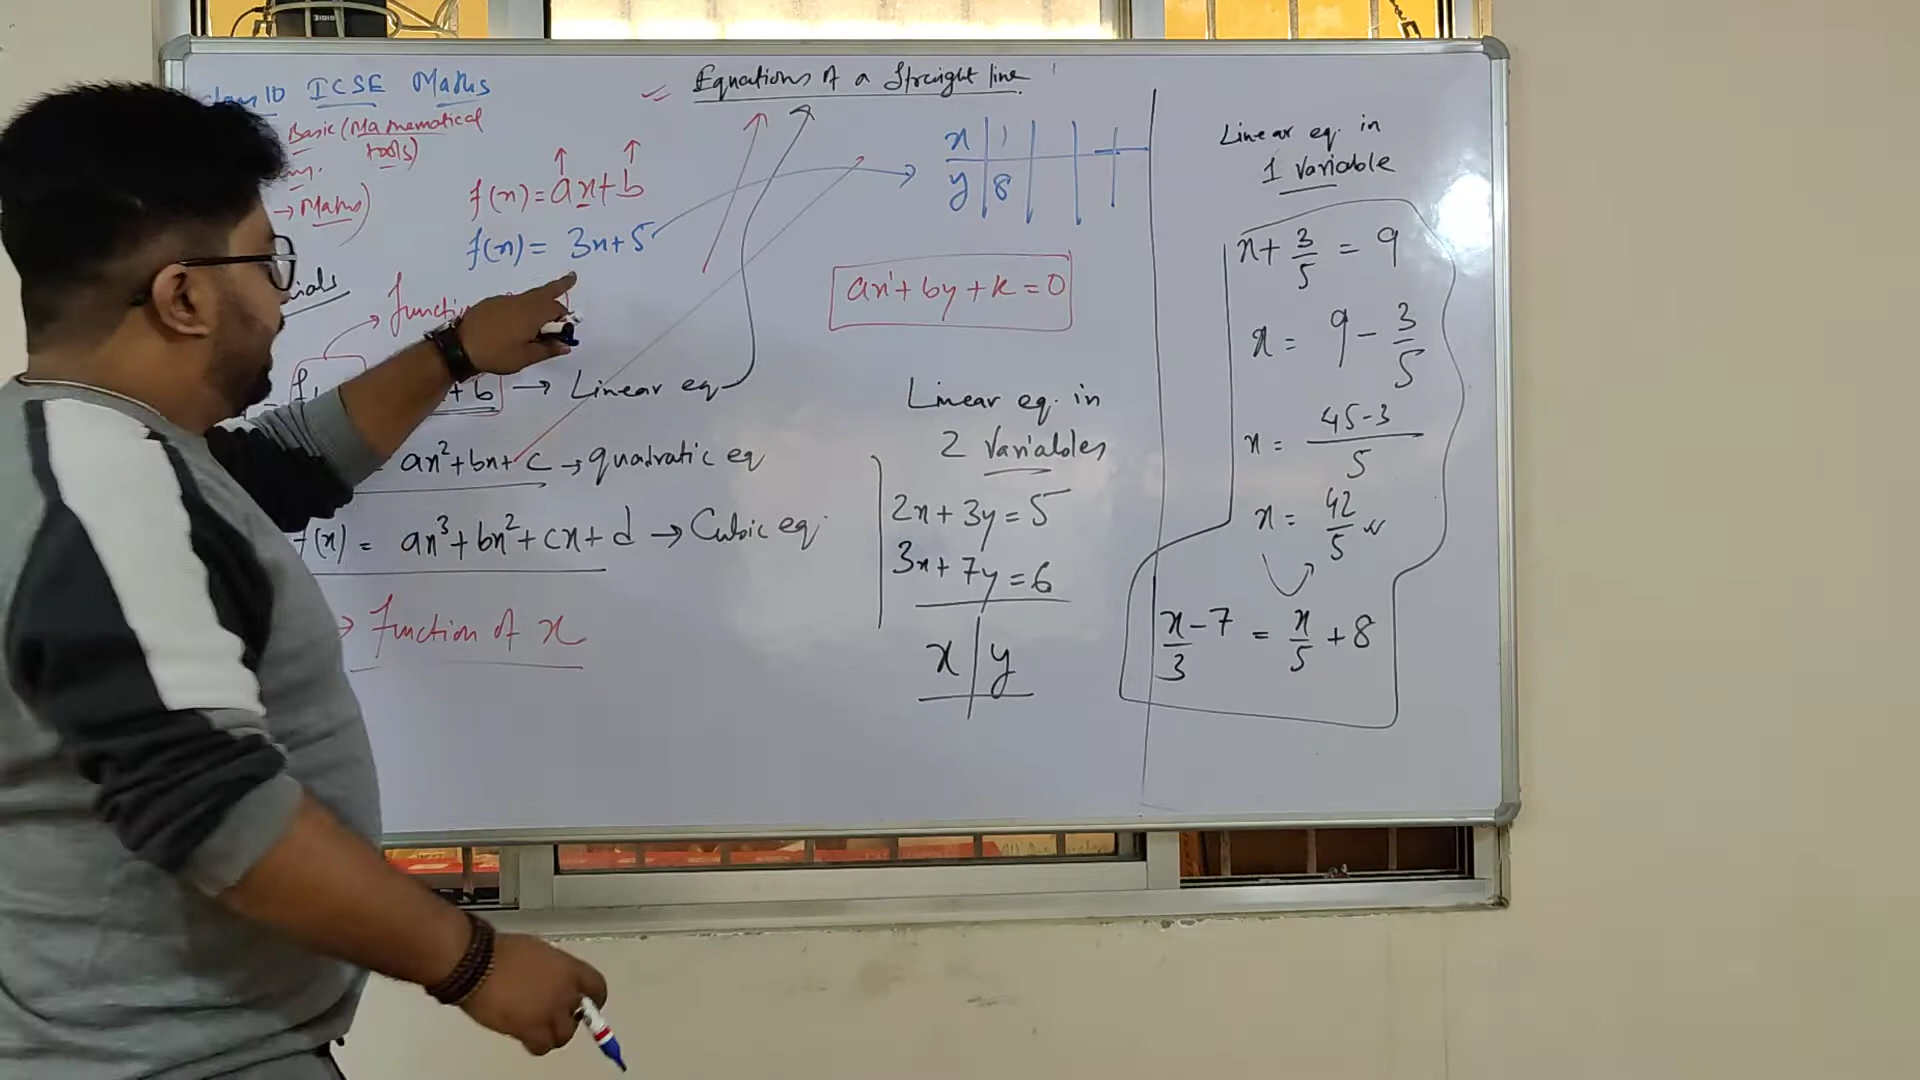 10 ICSE Maths
Basic (Mathematical
tools)
→ Maths)
Equations of a Straight line
f(x) = ax + b
f(x) = 3x + 5
x | 1
y | 8
ax + by + k = 0
+ b → Linear eq
ax² + bx + c → quadratic eq
f(x) = ax³ + bx² + cx + d → Cubic eq.
→ function of x
Linear eq. in
2 Variables
2x + 3y = 5
3x + 7y = 6
x | y
Linear eq. in
1 Variable
x + 3/5 = 9
x = 9 - 3/5
x = 45-3/5
x = 42/5
x/3 - 7 = x/5 + 8